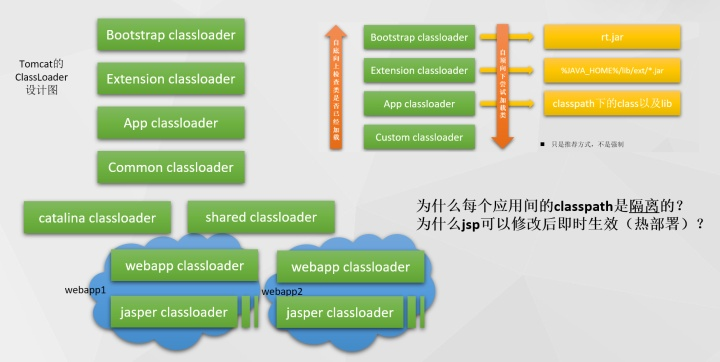 Tomcat的
ClassLoader
设计图
Bootstrap classloader
Extension classloader
App classloader
Common classloader
catalina classloader
shared classloader
webapp classloader
webapp1
jasper classloader
webapp classloader
webapp2
jasper classloader
自底向上检查类是否已经加载
Bootstrap classloader
Extension classloader
App classloader
Custom classloader
自顶向下尝试加载类
rt.jar
%JAVA_HOME%/lib/ext/*.jar
classpath下的class以及lib
■ 只是推荐方式，不是强制
为什么每个应用间的classpath是隔离的?
为什么jsp可以修改后即时生效（热部署）?